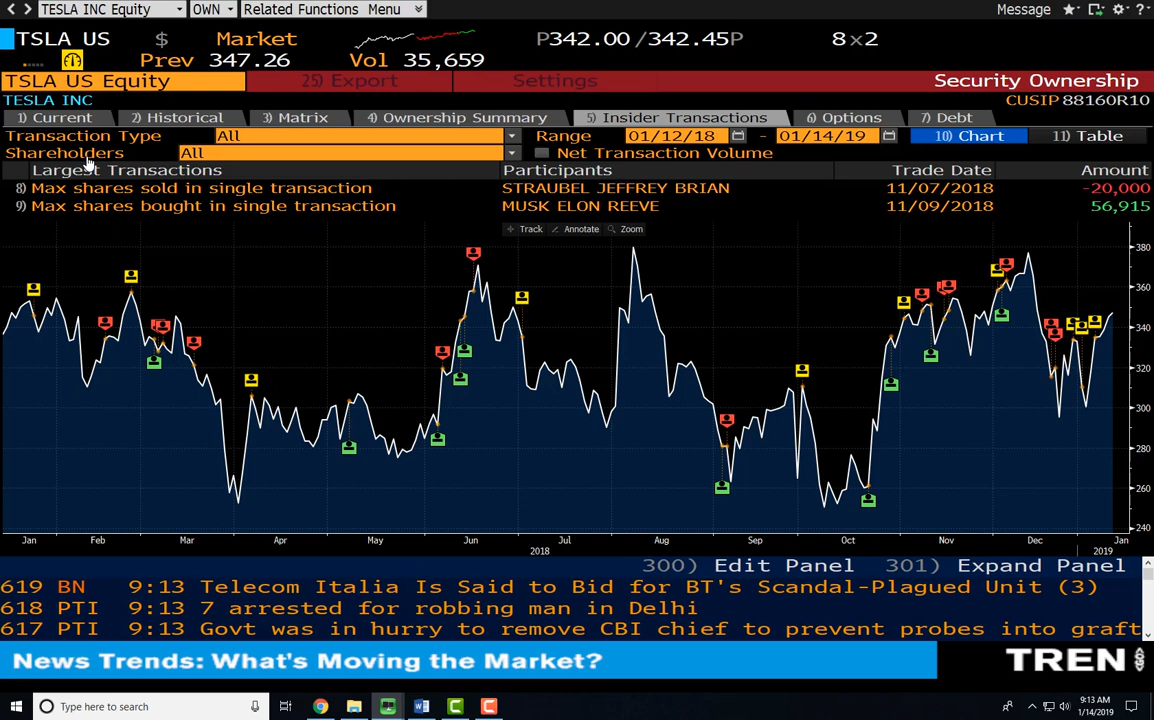 TESLA INC Equity OWN Related Functions Menu Message
TSLA US $ Market P342.00/342.45P 8×2
Prev 347.26 Vol 35,659
TSLA US Equity 25) Export Settings Security Ownership
TESLA INC CUSIP 88160R10
1) Current 2) Historical 3) Matrix 4) Ownership Summary 5) Insider Transactions 6) Options 7) Debt
Transaction Type All Range 01/12/18 - 01/14/19 10) Chart 11) Table
Shareholders All Net Transaction Volume
Largest Transactions Participants Trade Date Amount
8) Max shares sold in single transaction STRAUBEL JEFFREY BRIAN 11/07/2018 -20,000
9) Max shares bought in single transaction MUSK ELON REEVE 11/09/2018 56,915
Track Annotate Zoom
380
360
340
320
300
280
260
240
Jan Feb Mar Apr May Jun Jul Aug Sep Oct Nov Dec Jan
2018 2019
300) Edit Panel 301) Expand Panel
619 BN 9:13 Telecom Italia Is Said to Bid for BT's Scandal-Plagued Unit (3)
618 PTI 9:13 7 arrested for robbing man in Delhi
617 PTI 9:13 Govt was in hurry to remove CBI chief to prevent probes into graft
News Trends: What's Moving the Market? TREN
Type here to search
9:13 AM
1/14/2019